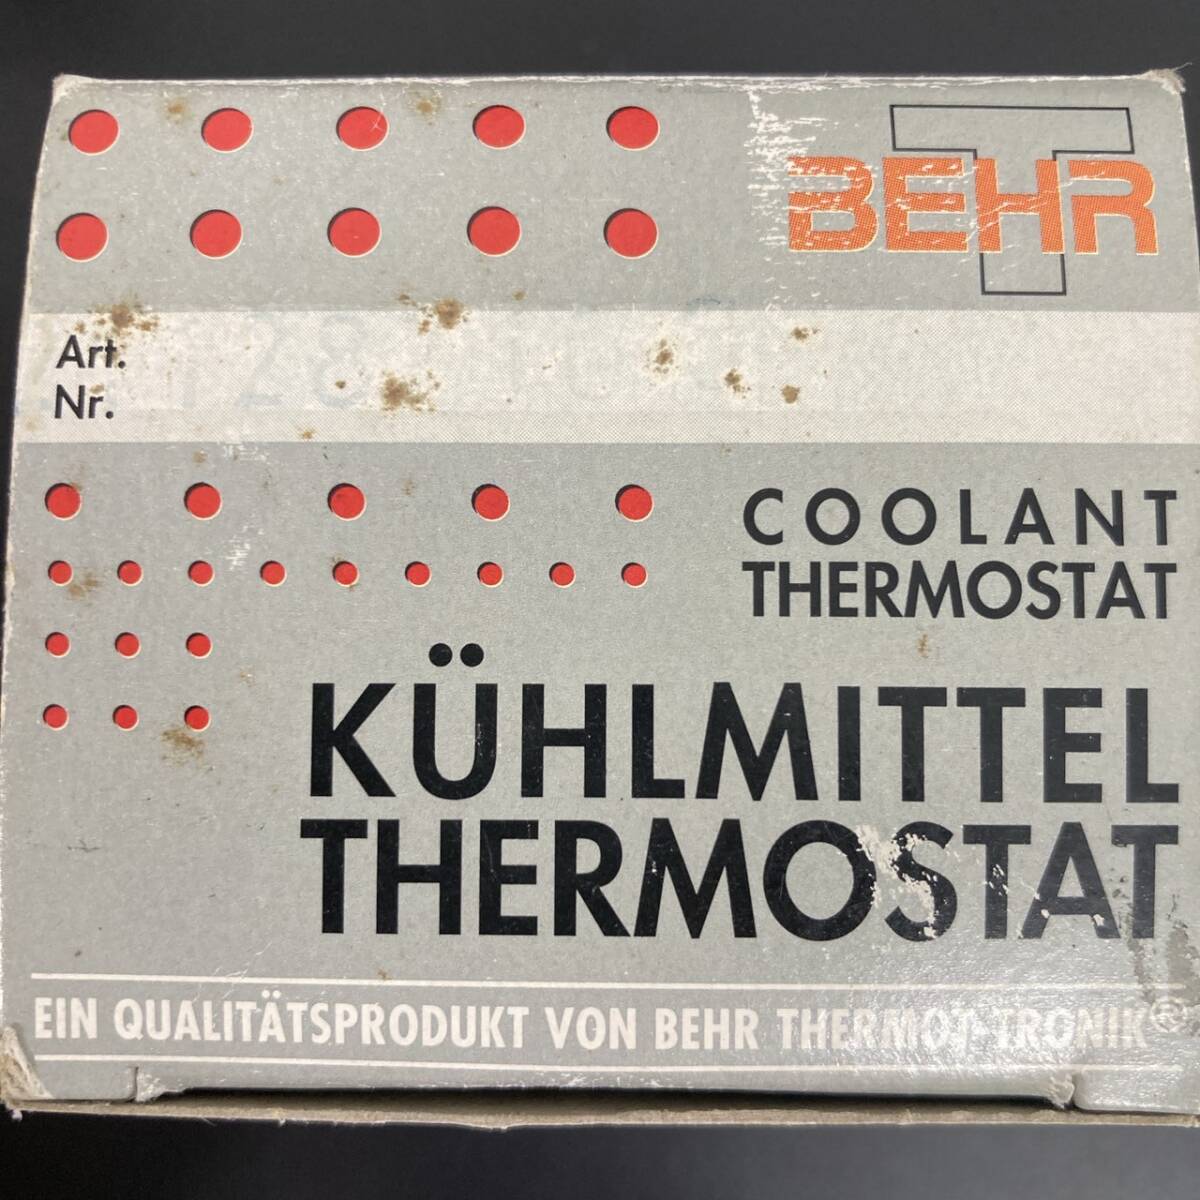 BEHR
T
Art.
Nr.
COOLANT
THERMOSTAT
KÜHLMITTEL
THERMOSTAT
EIN QUALITÄTSPRODUKT VON BEHR THERMOT-TRONIK®